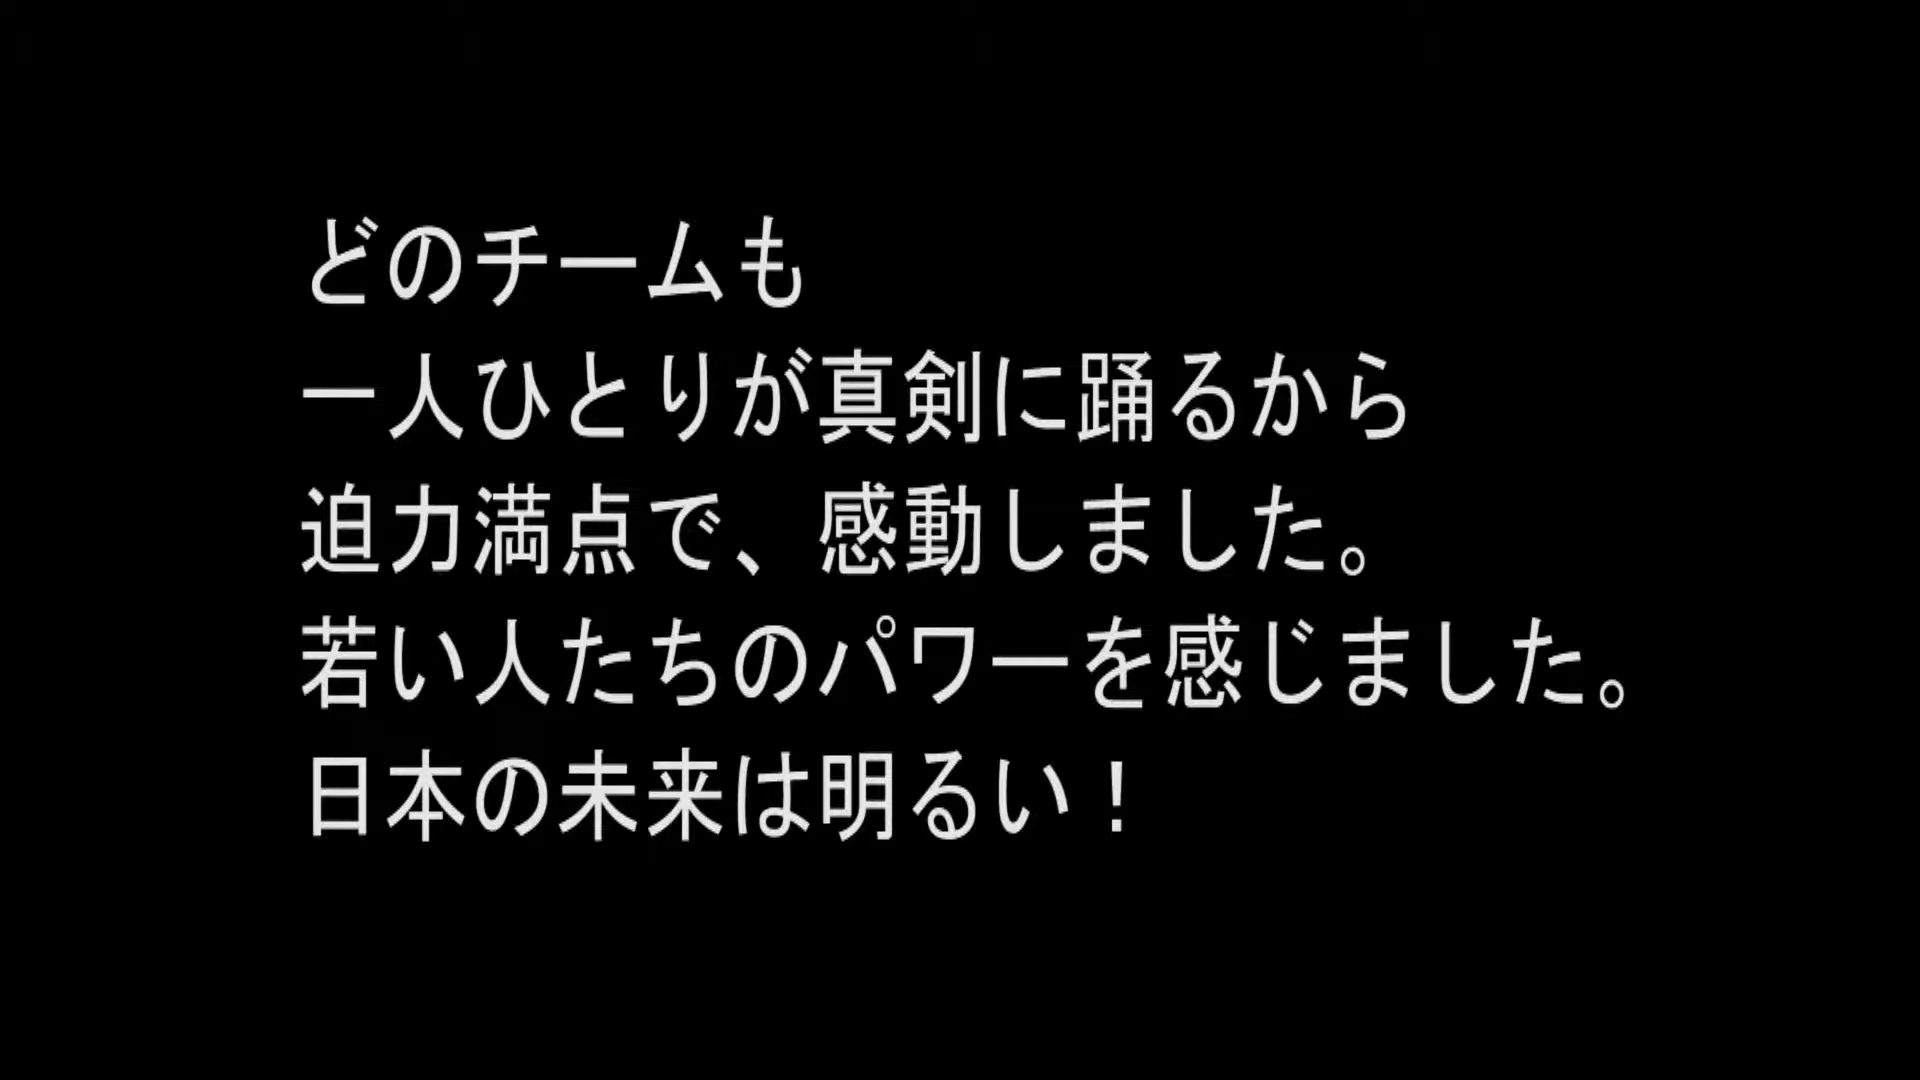 どのチームも
一人ひとりが真剣に踊るから
迫力満点で、感動しました。
若い人たちのパワーを感じました。
日本の未来は明るい！